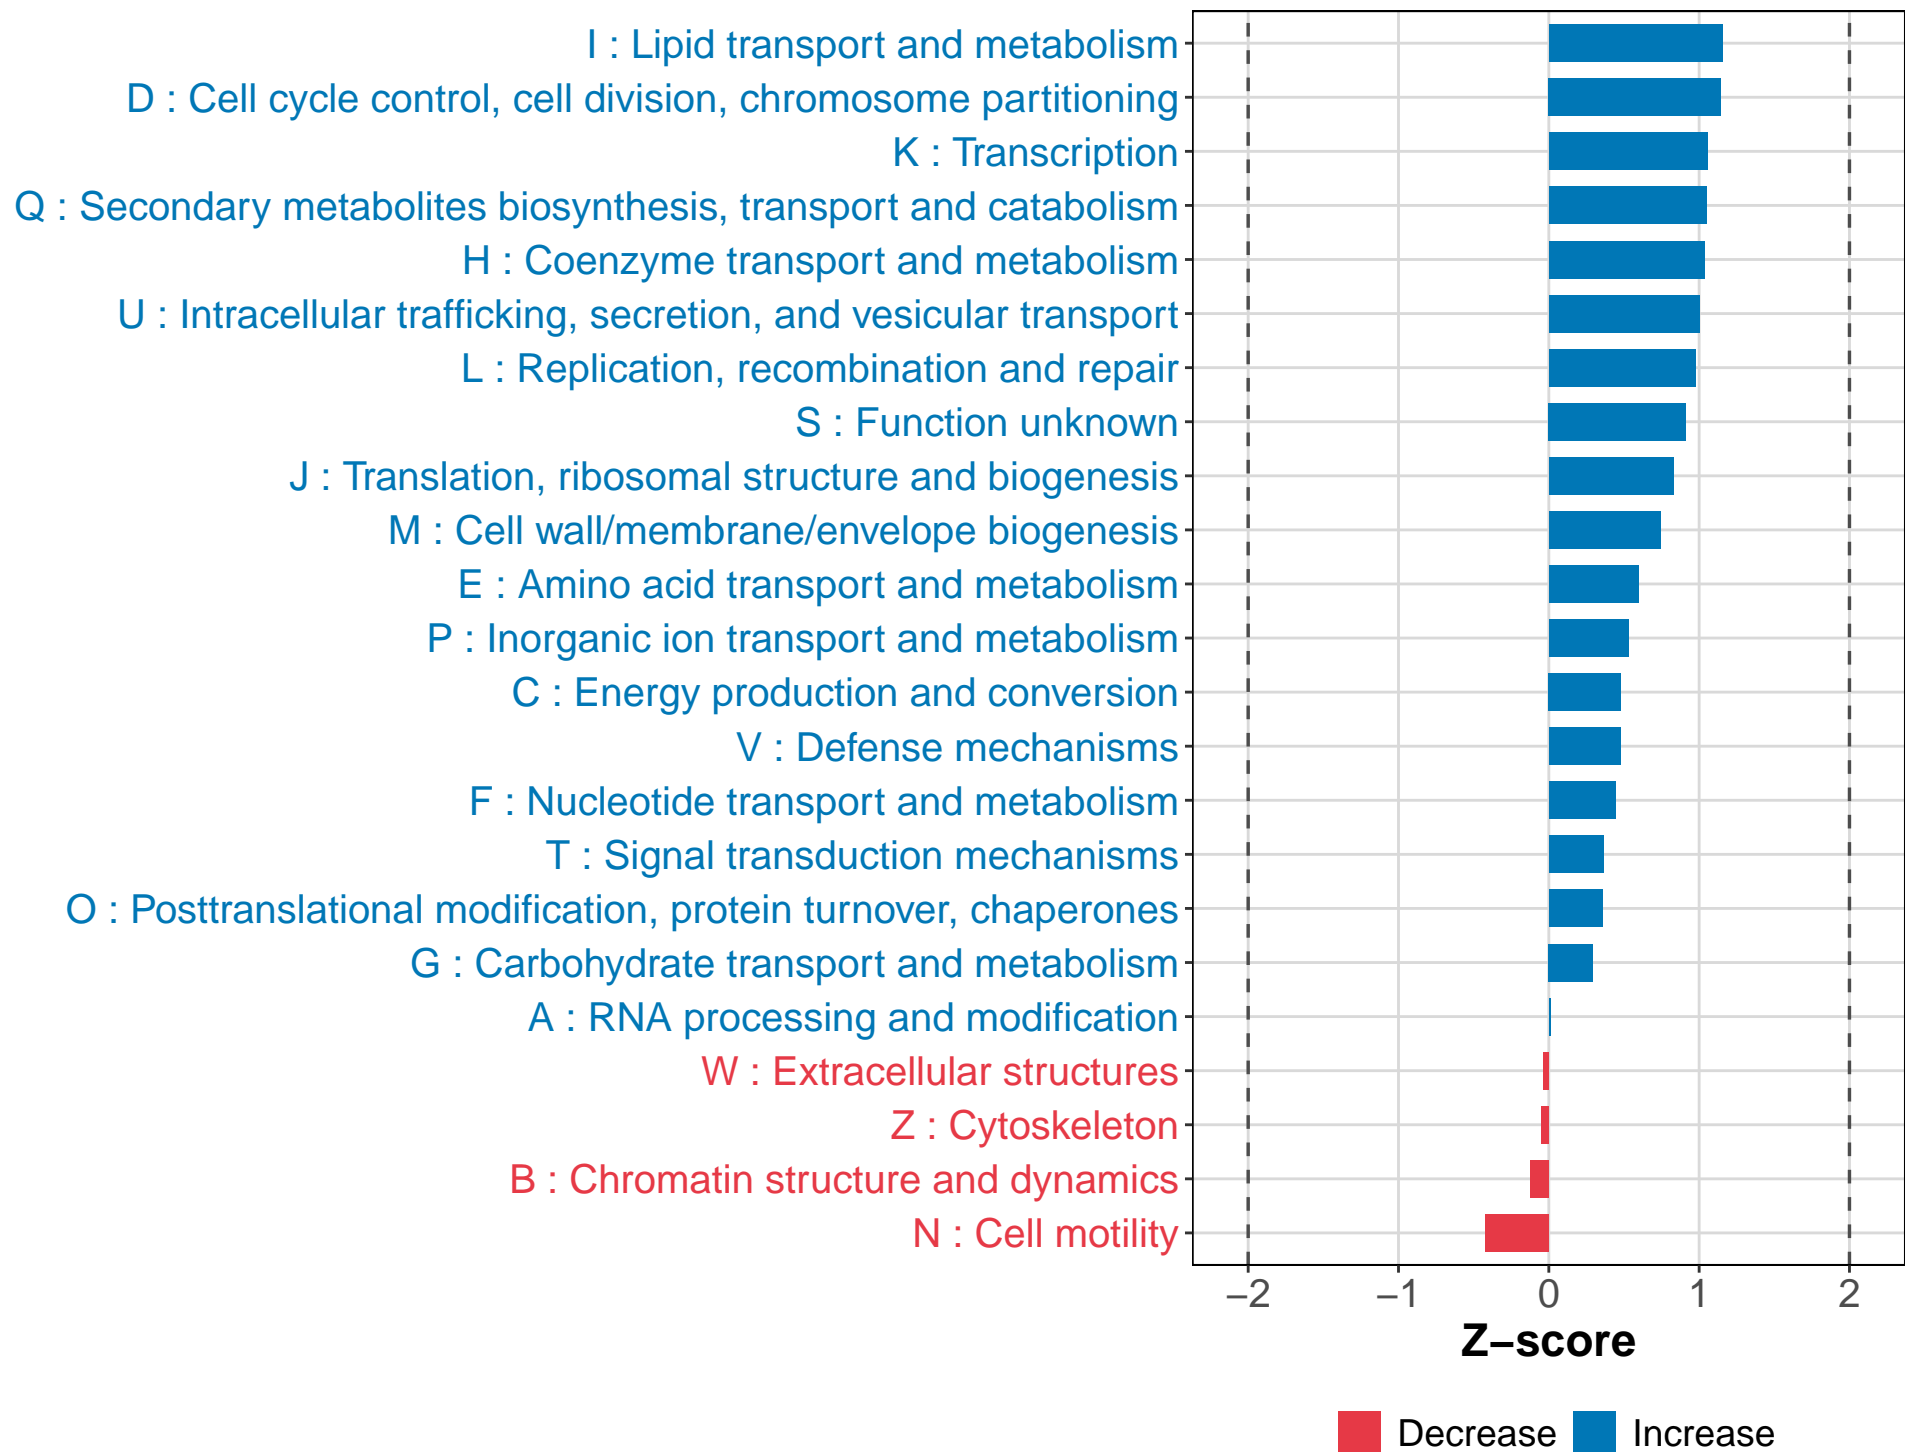 I : Lipid transport and metabolism
D : Cell cycle control, cell division, chromosome partitioning
K : Transcription
Q : Secondary metabolites biosynthesis, transport and catabolism
H : Coenzyme transport and metabolism
U : Intracellular trafficking, secretion, and vesicular transport
L : Replication, recombination and repair
S : Function unknown
J : Translation, ribosomal structure and biogenesis
M : Cell wall/membrane/envelope biogenesis
E : Amino acid transport and metabolism
P : Inorganic ion transport and metabolism
C : Energy production and conversion
V : Defense mechanisms
F : Nucleotide transport and metabolism
T : Signal transduction mechanisms
O : Posttranslational modification, protein turnover, chaperones
G : Carbohydrate transport and metabolism
A : RNA processing and modification
W : Extracellular structures
Z : Cytoskeleton
B : Chromatin structure and dynamics
N : Cell motility
−2 −1 0 1 2
Z−score
Decrease Increase